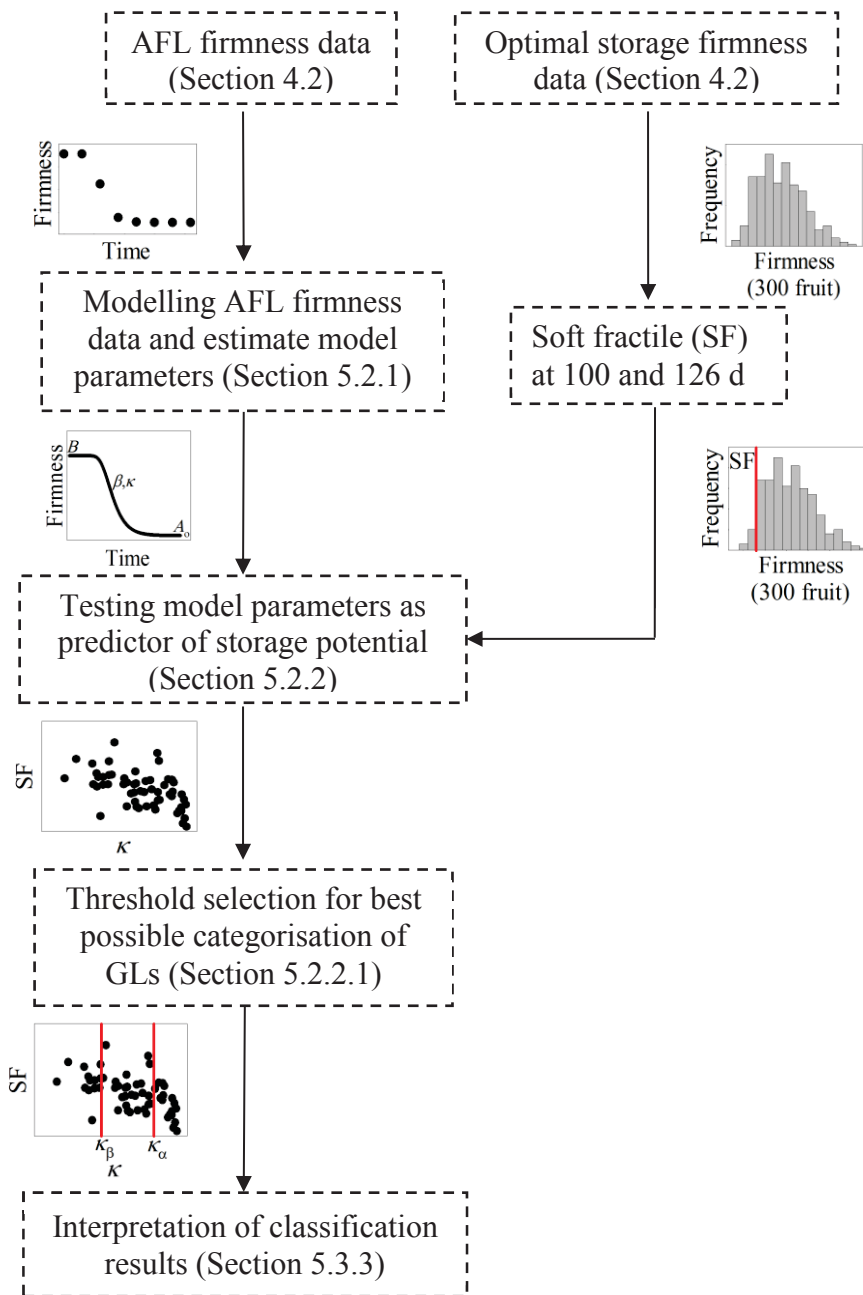 AFL firmness data
(Section 4.2)
Optimal storage firmness
data (Section 4.2)
Firmness
Time
Frequency
Firmness
(300 fruit)
Modelling AFL firmness
data and estimate model
parameters (Section 5.2.1)
Soft fractile (SF)
at 100 and 126 d
Firmness
B
β,κ
A₀
Time
Frequency
SF
Firmness
(300 fruit)
Testing model parameters as
predictor of storage potential
(Section 5.2.2)
SF
κ
Threshold selection for best
possible categorisation of
GLs (Section 5.2.2.1)
SF
κβ κα
κ
Interpretation of classification
results (Section 5.3.3)